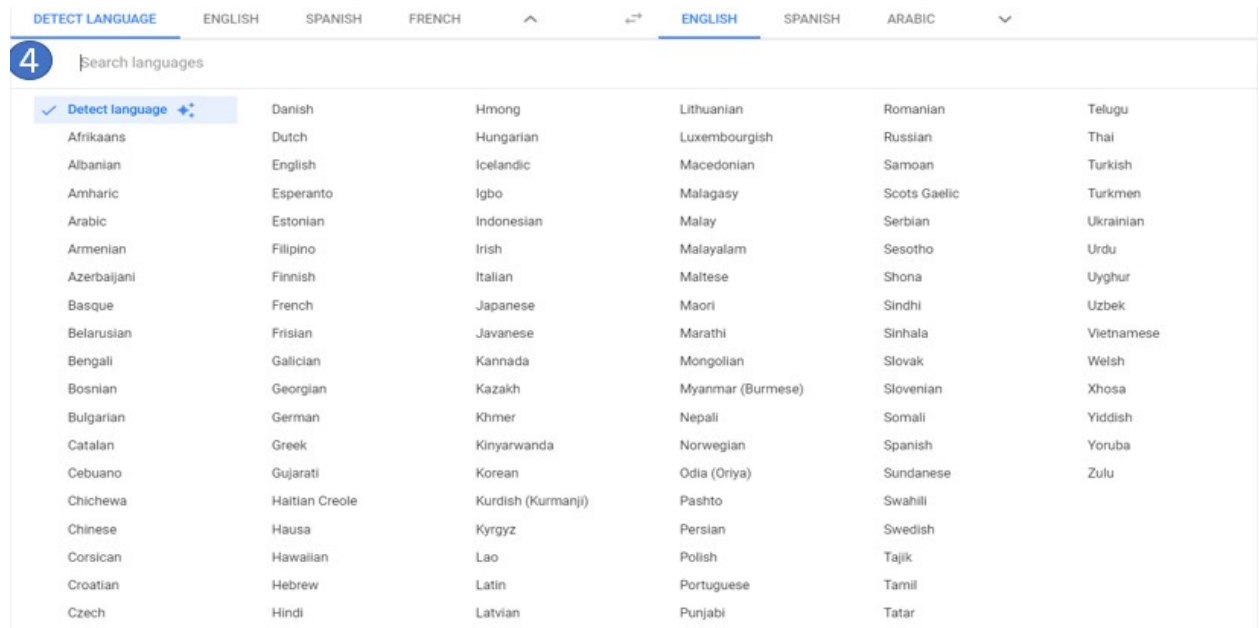 DETECT LANGUAGE ENGLISH SPANISH FRENCH ENGLISH SPANISH ARABIC
4 Search languages
Detect language Danish Hmong Lithuanian Romanian Telugu
Afrikaans Dutch Hungarian Luxembourgish Russian Thai
Albanian English Icelandic Macedonian Samoan Turkish
Amharic Esperanto Igbo Malagasy Scots Gaelic Turkmen
Arabic Estonian Indonesian Malay Serbian Ukrainian
Armenian Filipino Irish Malayalam Sesotho Urdu
Azerbaijani Finnish Italian Maltese Shona Uyghur
Basque French Japanese Maori Sindhi Uzbek
Belarusian Frisian Javanese Marathi Sinhala Vietnamese
Bengali Galician Kannada Mongolian Slovak Welsh
Bosnian Georgian Kazakh Myanmar (Burmese) Slovenian Xhosa
Bulgarian German Khmer Nepali Somali Yiddish
Catalan Greek Kinyarwanda Norwegian Spanish Yoruba
Cebuano Gujarati Korean Odia (Oriya) Sundanese Zulu
Chichewa Haitian Creole Kurdish (Kurmanji) Pashto Swahili
Chinese Hausa Kyrgyz Persian Swedish
Corsican Hawaiian Lao Polish Tajik
Croatian Hebrew Latin Portuguese Tamil
Czech Hindi Latvian Punjabi Tatar